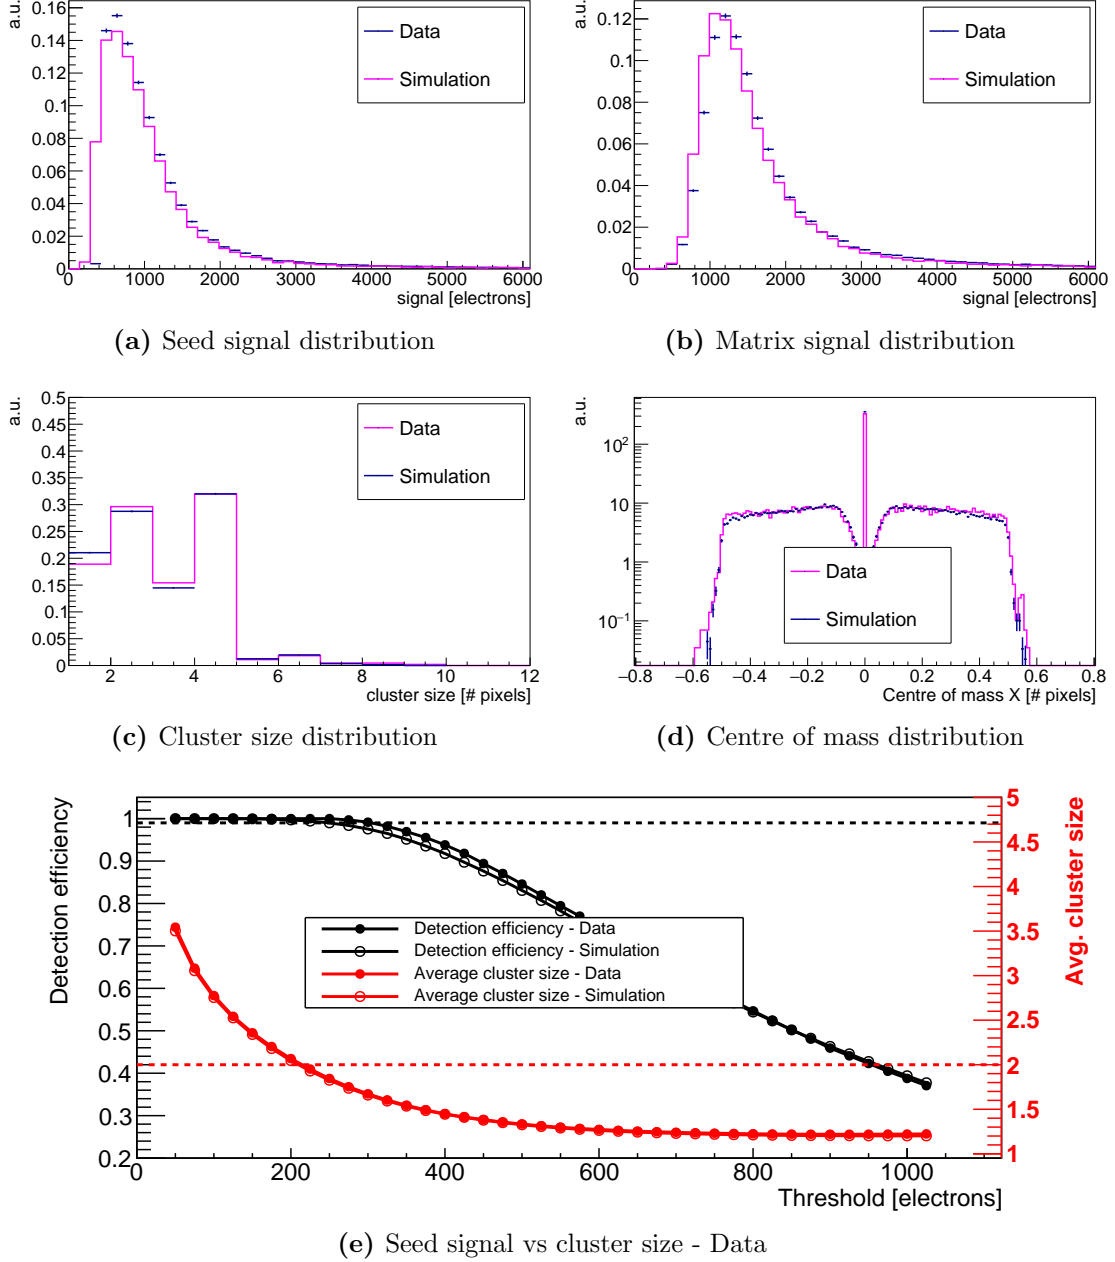 a.u.
0.16
0.14
0.12
0.1
0.08
0.06
0.04
0.02
0
0 1000 2000 3000 4000 5000 6000
signal [electrons]
Data
Simulation
(a) Seed signal distribution
a.u.
0.12
0.1
0.08
0.06
0.04
0.02
0
0 1000 2000 3000 4000 5000 6000
signal [electrons]
Data
Simulation
(b) Matrix signal distribution
a.u.
0.5
0.45
0.4
0.35
0.3
0.25
0.2
0.15
0.1
0.05
0
2 4 6 8 10 12
cluster size [# pixels]
Data
Simulation
(c) Cluster size distribution
a.u.
10²
10
1
10⁻¹
−0.8 −0.6 −0.4 −0.2 0 0.2 0.4 0.6 0.8
Centre of mass X [# pixels]
Data
Simulation
(d) Centre of mass distribution
Detection efficiency
1
0.9
0.8
0.7
0.6
0.5
0.4
0.3
0.2
0 200 400 600 800 1000
Threshold [electrons]
Detection efficiency - Data
Detection efficiency - Simulation
Average cluster size - Data
Average cluster size - Simulation
5
4.5
4
3.5
3
2.5
2
1.5
1
Avg. cluster size
(e) Seed signal vs cluster size - Data